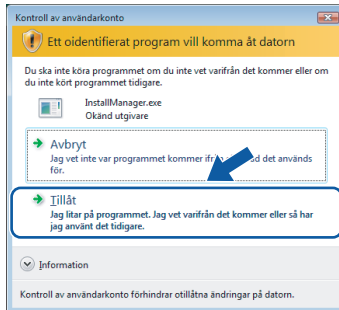 Kontroll av användarkonto
Ett oidentifierat program vill komma åt datorn
Du ska inte köra programmet om du inte vet varifrån det kommer eller om
du inte kört programmet tidigare.
InstallManager.exe
Okänd utgivare
Avbryt
Jag vet inte var programmet kommer ifrån det används
för.
Tillåt
Jag litar på programmet. Jag vet varifrån det kommer eller så har
jag använt det tidigare.
Information
Kontroll av användarkonto förhindrar otillåtna ändringar på datorn.